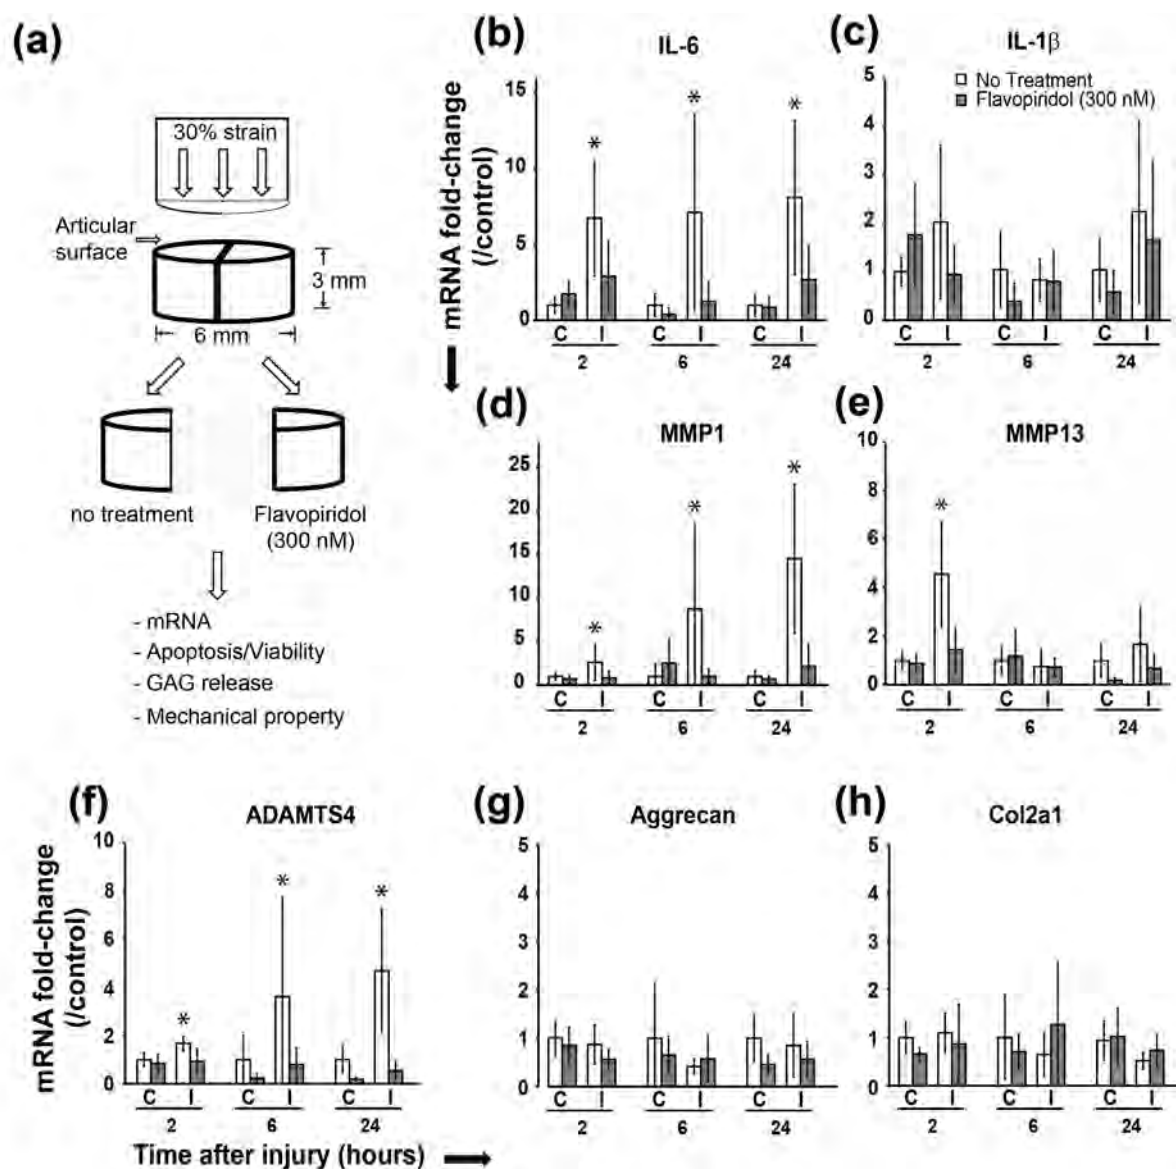 (a)
30% strain
Articular
surface
3 mm
6 mm
no treatment
Flavopiridol
(300 nM)
- mRNA
- Apoptosis/Viability
- GAG release
- Mechanical property
(b)
IL-6
mRNA fold-change
(/control)
15
10
5
0
*
*
*
C I C I C I
2 6 24
(c)
IL-1β
No Treatment
Flavopiridol (300 nM)
5
4
3
2
1
0
C I C I C I
2 6 24
(d)
MMP1
25
20
15
10
5
0
*
*
*
C I C I C I
2 6 24
(e)
MMP13
10
8
6
4
2
0
*
C I C I C I
2 6 24
(f)
ADAMTS4
mRNA fold-change
(/control)
10
8
6
4
2
0
*
*
*
C I C I C I
2 6 24
Time after injury (hours)
(g)
Aggrecan
5
4
3
2
1
0
C I C I C I
2 6 24
(h)
Col2a1
5
4
3
2
1
0
C I C I C I
2 6 24